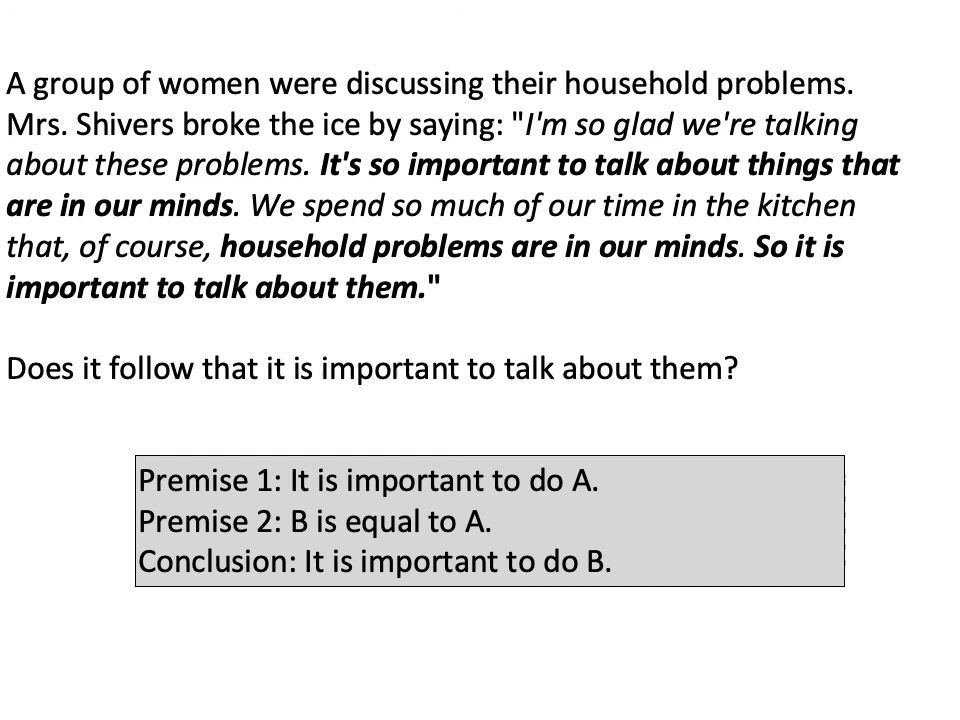 A group of women were discussing their household problems.
Mrs. Shivers broke the ice by saying: "I'm so glad we're talking
about these problems. It's so important to talk about things that
are in our minds. We spend so much of our time in the kitchen
that, of course, household problems are in our minds. So it is
important to talk about them."
Does it follow that it is important to talk about them?
Premise 1: It is important to do A.
Premise 2: B is equal to A.
Conclusion: It is important to do B.